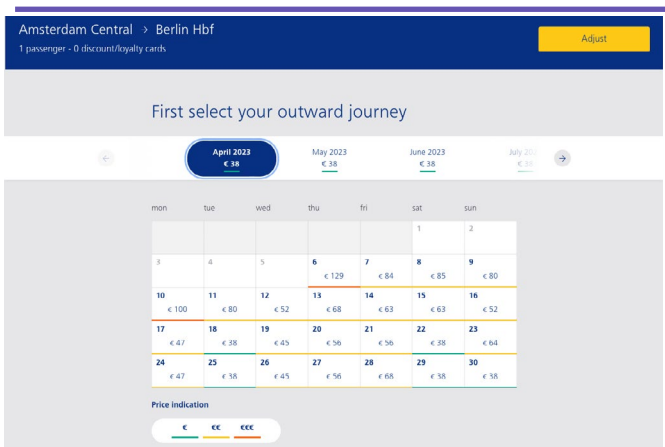 Amsterdam Central > Berlin Hbf
1 passenger - 0 discount/loyalty cards
Adjust
First select your outward journey
April 2023 May 2023 June 2023 July
€ 38 € 38 € 38 € 38
mon tue wed thu fri sat sun
1 2
3 4 5 6 7 8 9
€ 129 € 84 € 85 € 80
10 11 12 13 14 15 16
€ 100 € 80 € 52 € 68 € 63 € 63 € 52
17 18 19 20 21 22 23
€ 47 € 38 € 45 € 56 € 56 € 38 € 64
24 25 26 27 28 29 30
€ 47 € 38 € 45 € 56 € 68 € 38 € 38
Price indication
€ €€ €€€